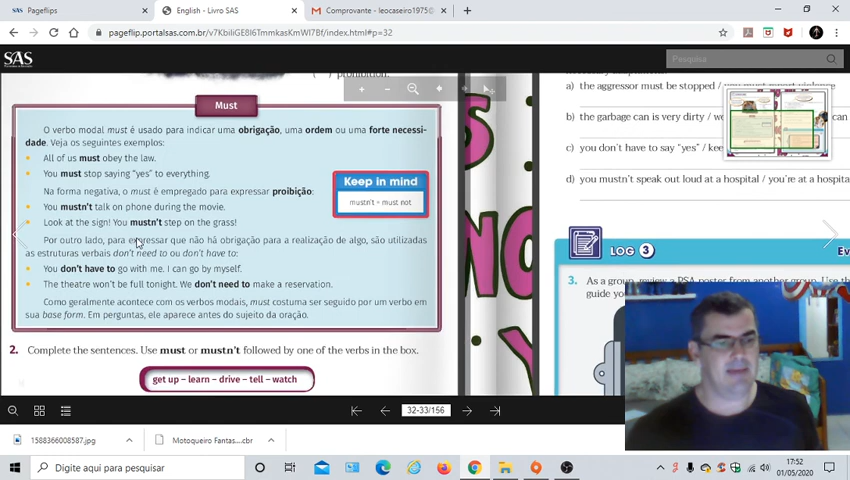 Pageflips
English - Livro SAS
Comprovante - leocaseiro1975@
pageflip.portalsas.com.br/v7KbiliGE8I6TmmkasKmWI7Bf/index.html#p=32
SAS
Pesquisa
prohibition.
Must
O verbo modal must é usado para indicar uma obrigação, uma ordem ou uma forte necessi-
dade. Veja os seguintes exemplos:
All of us must obey the law.
You must stop saying "yes" to everything.
Na forma negativa, o must é empregado para expressar proibição:
You mustn't talk on phone during the movie.
Look at the sign! You mustn't step on the grass!
Keep in mind
mustn't = must not
Por outro lado, para expressar que não há obrigação para a realização de algo, são utilizadas
as estruturas verbais don't need to ou don't have to:
You don't have to go with me. I can go by myself.
The theatre won't be full tonight. We don't need to make a reservation.
Como geralmente acontece com os verbos modais, must costuma ser seguido por um verbo em
sua base form. Em perguntas, ele aparece antes do sujeito da oração.
2. Complete the sentences. Use must or mustn't followed by one of the verbs in the box.
get up – learn – drive – tell – watch
a) the aggressor must be stopped / you must report violence
b) the garbage can is very dirty / we
can
c) you don't have to say "yes" / kee
d) you mustn't speak out loud at a hospital / you're at a hospita
LOG 3
Ev
3. As a group, review a PSA poster from another group. Use th
guide yo
32-33/156
1588366008587.jpg
Motoqueiro Fantas....cbr
Digite aqui para pesquisar
17:52
01/05/2020